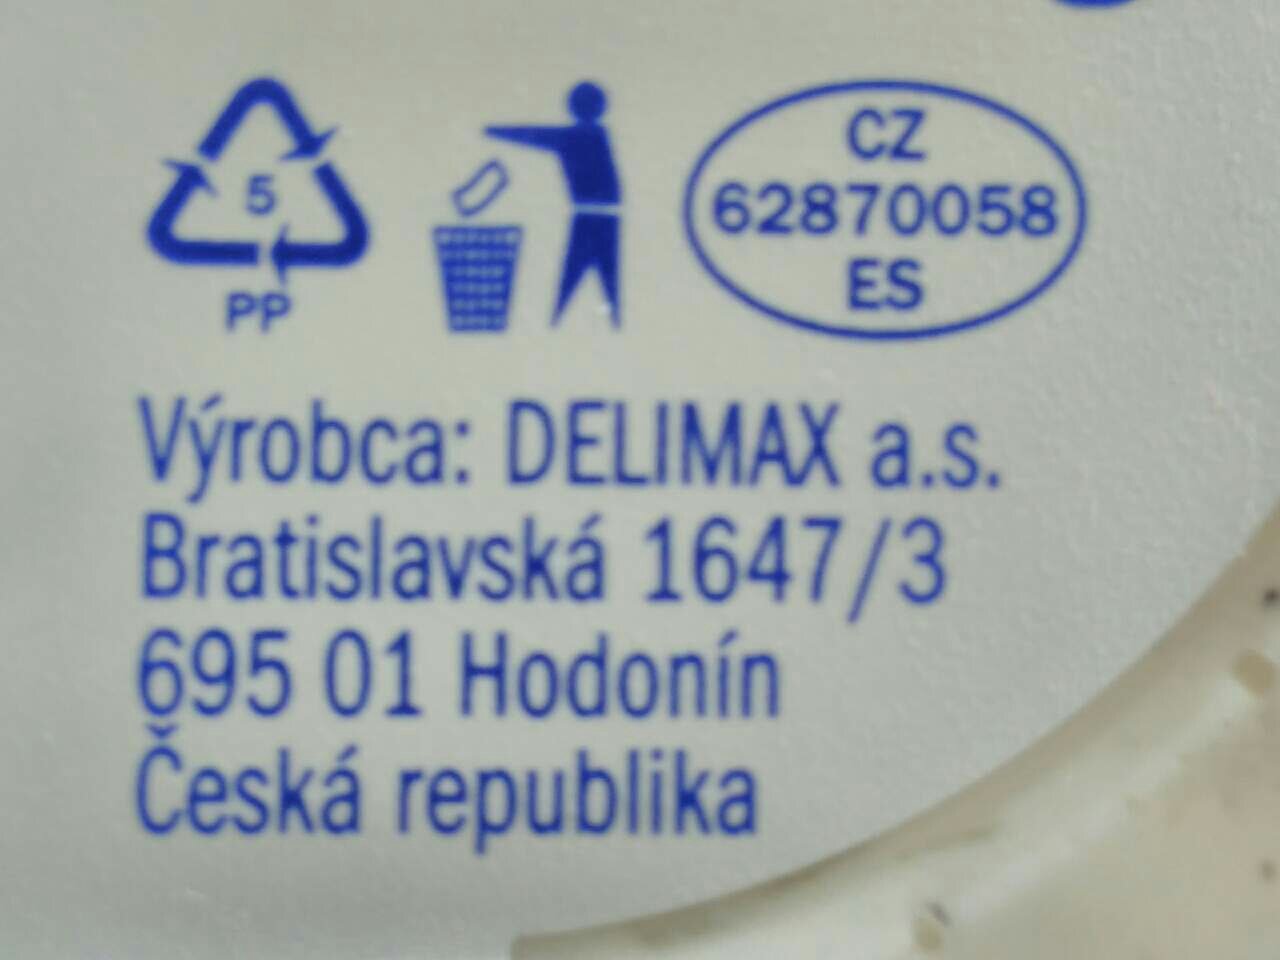 5
PP
CZ
62870058
ES
Výrobca: DELIMAX a.s.
Bratislavská 1647/3
695 01 Hodonín
Česká republika